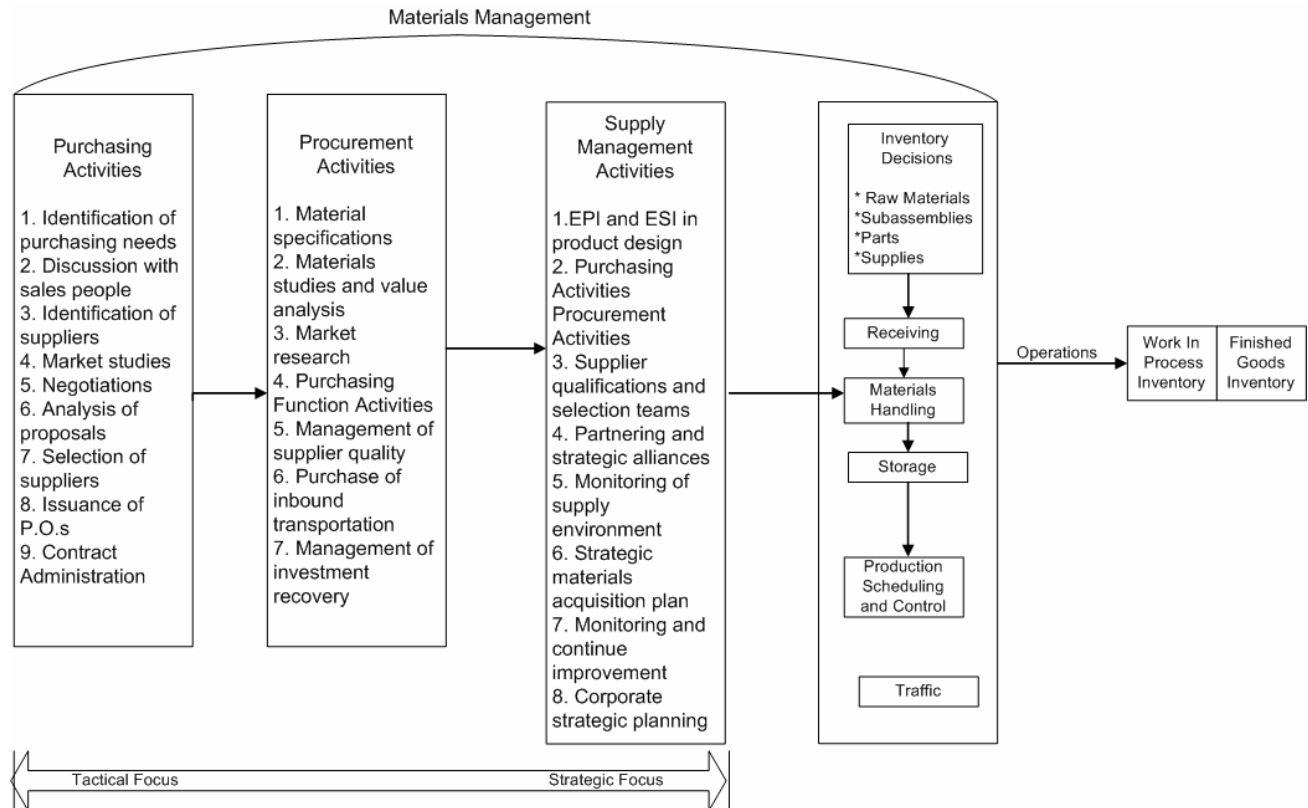 Materials Management
Purchasing
Activities
1. Identification of
purchasing needs
2. Discussion with
sales people
3. Identification of
suppliers
4. Market studies
5. Negotiations
6. Analysis of
proposals
7. Selection of
suppliers
8. Issuance of
P.O.s
9. Contract
Administration
Procurement
Activities
1. Material
specifications
2. Materials
studies and value
analysis
3. Market
research
4. Purchasing
Function Activities
5. Management of
supplier quality
6. Purchase of
inbound
transportation
7. Management of
investment
recovery
Supply
Management
Activities
1.EPI and ESI in
product design
2. Purchasing
Activities
Procurement
Activities
3. Supplier
qualifications and
selection teams
4. Partnering and
strategic alliances
5. Monitoring of
supply
environment
6. Strategic
materials
acquisition plan
7. Monitoring and
continue
improvement
8. Corporate
strategic planning
Inventory
Decisions
* Raw Materials
*Subassemblies
*Parts
*Supplies
Receiving
Materials
Handling
Storage
Production
Scheduling
and Control
Traffic
Operations
Work In
Process
Inventory
Finished
Goods
Inventory
Tactical Focus
Strategic Focus